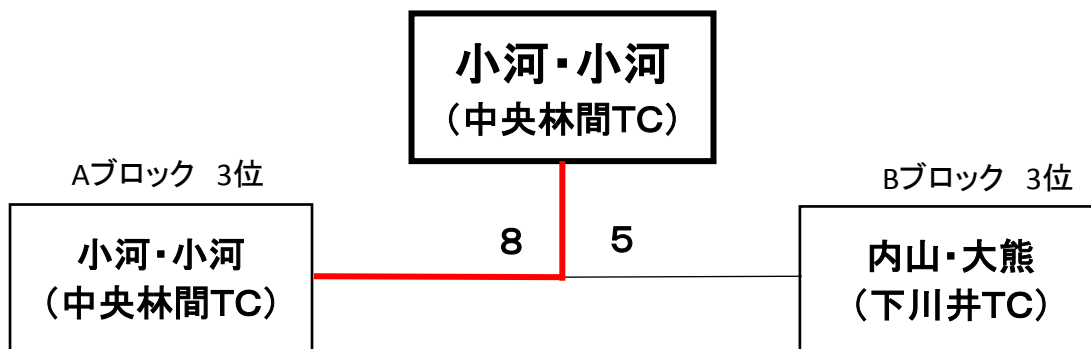 小河・小河
（中央林間TC）
Aブロック 3位
Bブロック 3位
小河・小河
（中央林間TC）
8 5
内山・大熊
（下川井TC）